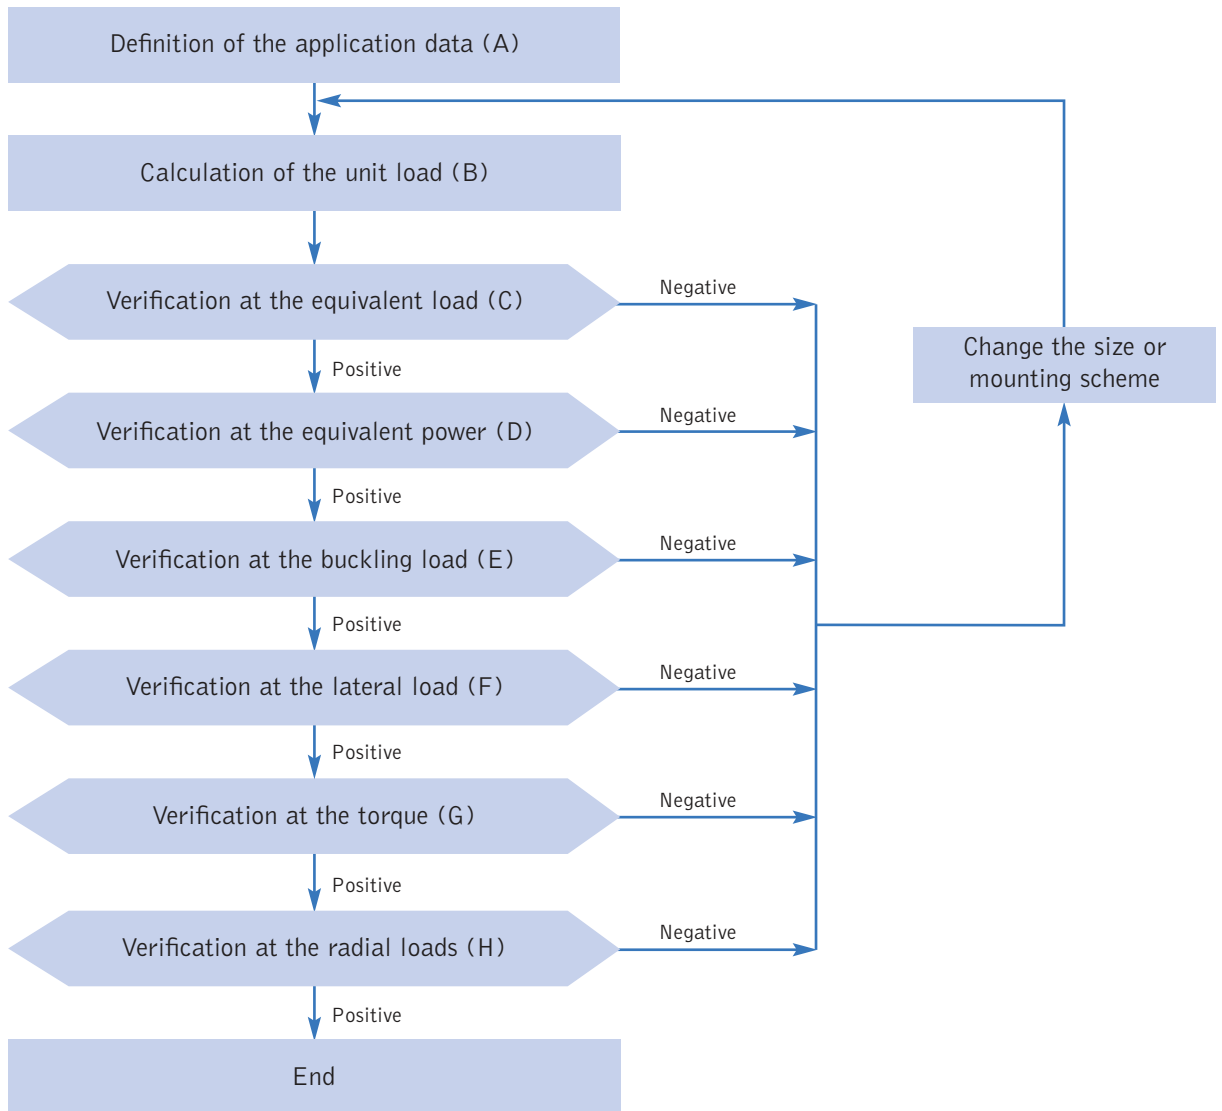 Definition of the application data (A)
Calculation of the unit load (B)
Verification at the equivalent load (C)
Negative
Positive
Change the size or
mounting scheme
Verification at the equivalent power (D)
Negative
Positive
Verification at the buckling load (E)
Negative
Positive
Verification at the lateral load (F)
Negative
Positive
Verification at the torque (G)
Negative
Positive
Verification at the radial loads (H)
Negative
Positive
End